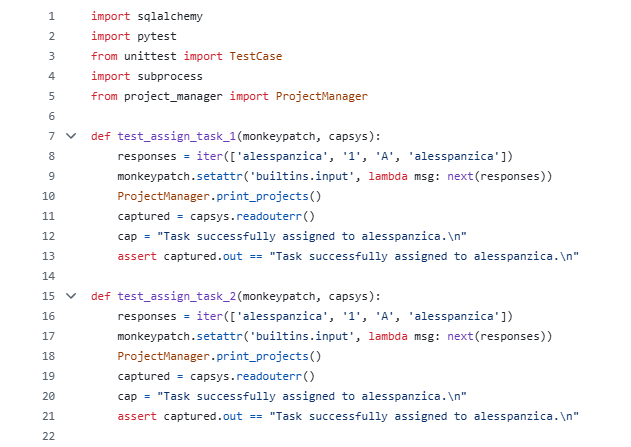 1 import sqlalchemy
2 import pytest
3 from unittest import TestCase
4 import subprocess
5 from project_manager import ProjectManager
6
7 def test_assign_task_1(monkeypatch, capsys):
8     responses = iter(['alesspanzica', '1', 'A', 'alesspanzica'])
9     monkeypatch.setattr('builtins.input', lambda msg: next(responses))
10     ProjectManager.print_projects()
11     captured = capsys.readouterr()
12     cap = "Task successfully assigned to alesspanzica.\n"
13     assert captured.out == "Task successfully assigned to alesspanzica.\n"
14
15 def test_assign_task_2(monkeypatch, capsys):
16     responses = iter(['alesspanzica', '1', 'A', 'alesspanzica'])
17     monkeypatch.setattr('builtins.input', lambda msg: next(responses))
18     ProjectManager.print_projects()
19     captured = capsys.readouterr()
20     cap = "Task successfully assigned to alesspanzica.\n"
21     assert captured.out == "Task successfully assigned to alesspanzica.\n"
22